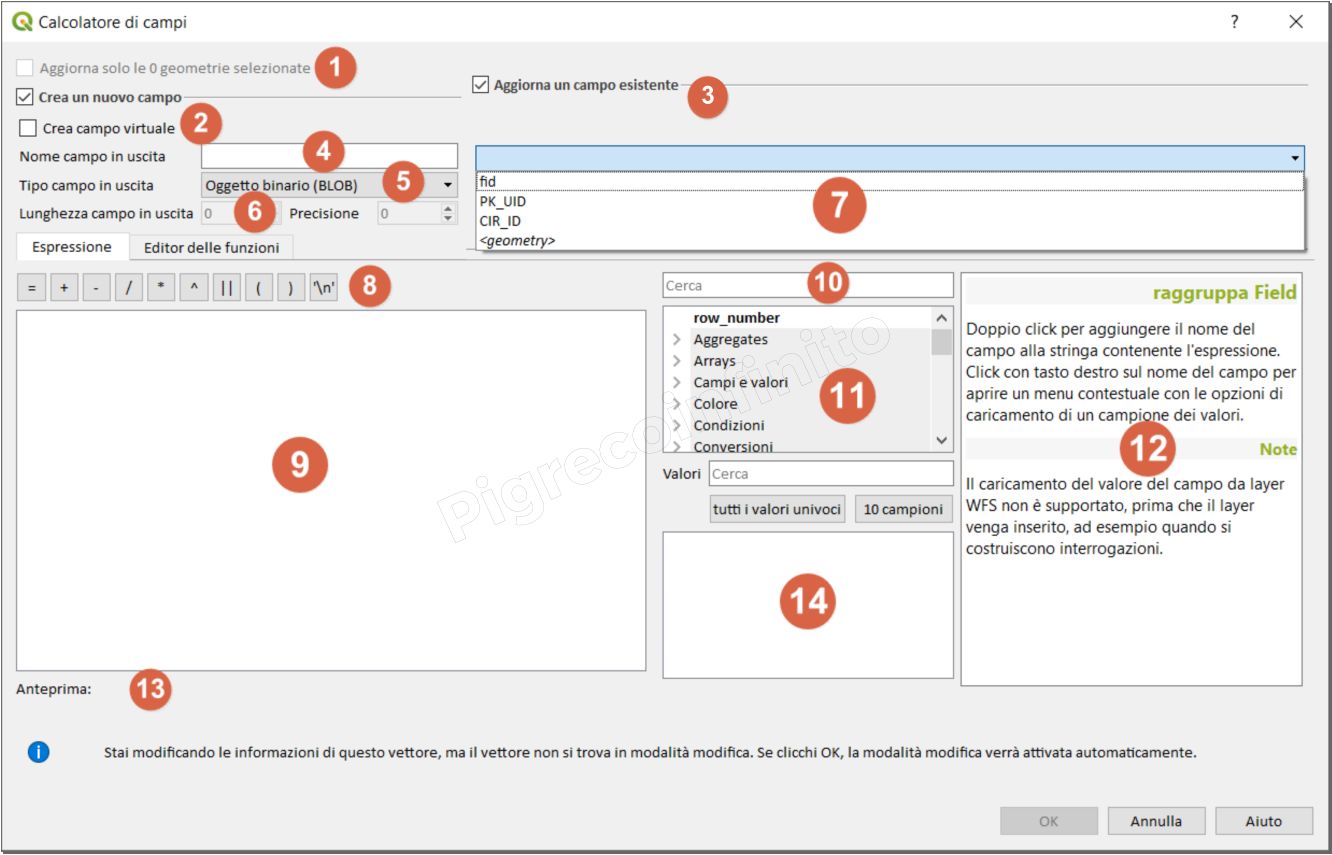 Calcolatore di campi
?
Aggiorna solo le 0 geometrie selezionate
1
Crea un nuovo campo
Aggiorna un campo esistente
3
Crea campo virtuale
2
Nome campo in uscita
4
Tipo campo in uscita
Oggetto binario (BLOB)
5
Lunghezza campo in uscita
0
6
Precisione
0
fid
PK_UID
CIR_ID
<geometry>
7
Espressione
Editor delle funzioni
= + - / * ^ || ( ) '\n'
8
9
Cerca
10
row_number
Aggregates
Arrays
Campi e valori
Colore
Condizioni
Conversioni
11
Valori
Cerca
tutti i valori univoci
10 campioni
14
raggruppa Field
Doppio click per aggiungere il nome del
campo alla stringa contenente l'espressione.
Click con tasto destro sul nome del campo per
aprire un menu contestuale con le opzioni di
caricamento di un campione dei valori.
12
Note
Il caricamento del valore del campo da layer
WFS non è supportato, prima che il layer
venga inserito, ad esempio quando si
costruiscono interrogazioni.
Pigrecoinfinito
Anteprima:
13
i
Stai modificando le informazioni di questo vettore, ma il vettore non si trova in modalità modifica. Se clicchi OK, la modalità modifica verrà attivata automaticamente.
OK
Annulla
Aiuto